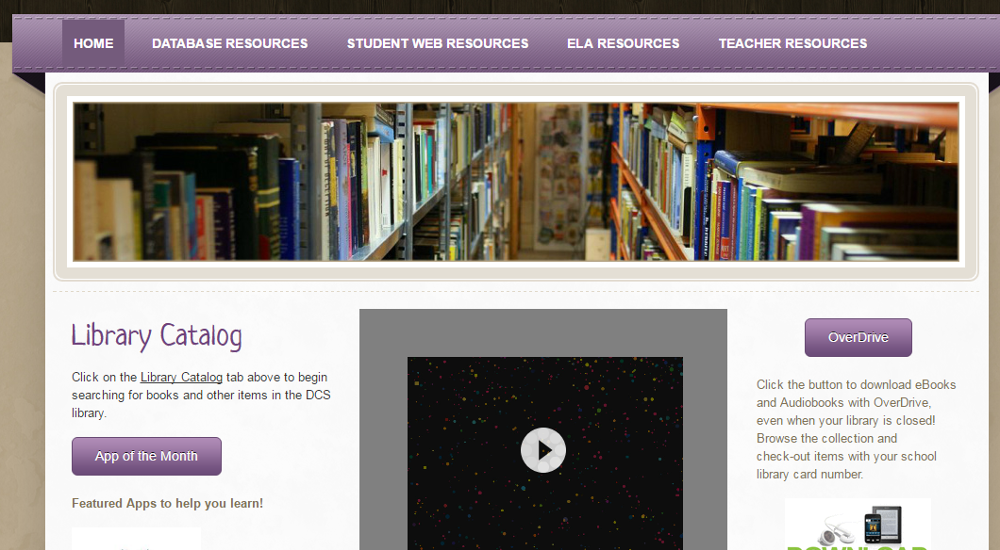 HOME DATABASE RESOURCES STUDENT WEB RESOURCES ELA RESOURCES TEACHER RESOURCES
Library Catalog
Click on the Library Catalog tab above to begin
searching for books and other items in the DCS
library.
App of the Month
Featured Apps to help you learn!
OverDrive
Click the button to download eBooks
and Audiobooks with OverDrive,
even when your library is closed!
Browse the collection and
check-out items with your school
library card number.
DOWNLOAD